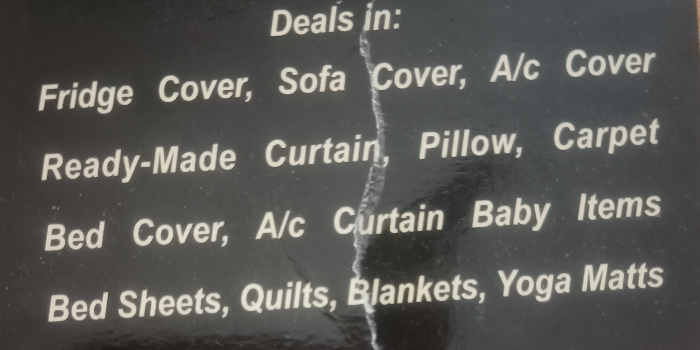 Deals in:
Fridge Cover, Sofa Cover, A/c Cover
Ready-Made Curtain, Pillow, Carpet
Bed Cover, A/c Curtain Baby Items
Bed Sheets, Quilts, Blankets, Yoga Matts